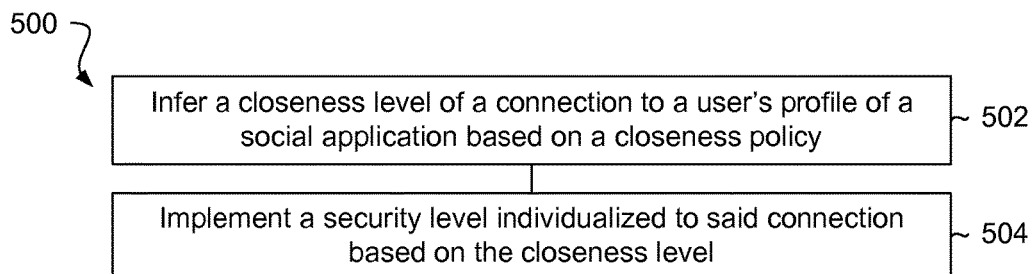 500
Infer a closeness level of a connection to a user's profile of a
social application based on a closeness policy
502
Implement a security level individualized to said connection
based on the closeness level
504